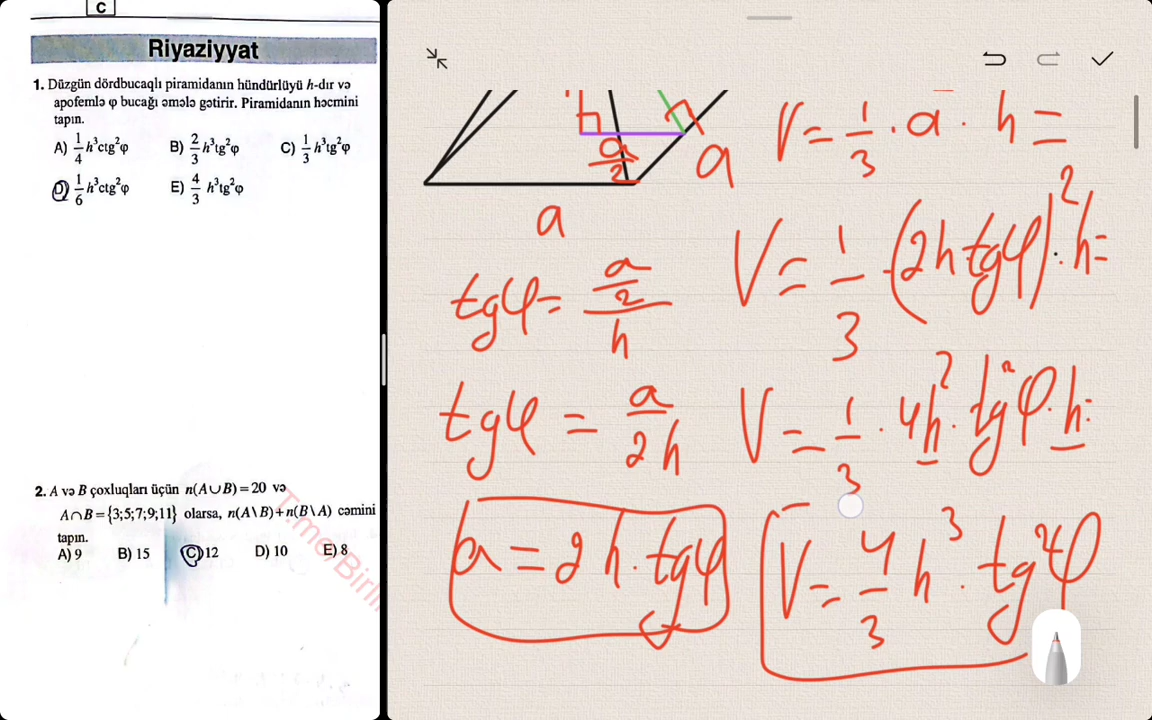 C
Riyaziyyat
1. Düzgün dördbucaqlı piramidanın hündürlüyü h-dır və
apofemlə φ bucağı əmələ gətirir. Piramidanın həcmini
tapın.
A) 1/4 h³ctg²φ B) 2/3 h³tg²φ C) 1/3 h³tg²φ
D) 1/6 h³ctg²φ E) 4/3 h³tg²φ
2. A və B çoxluqları üçün n(A∪B)=20 və
A∩B={3;5;7;9;11} olarsa, n(A\B)+n(B\A) cəmini
tapın.
A) 9 B) 15 C) 12 D) 10 E) 8
T.me/Birli
h
a/2
a
a
V = 1/3 · a · h =
tgφ = (a/2)/h
V = 1/3 · (2h tgφ)² · h =
tgφ = a/2h
V = 1/3 · 4h² · tg²φ · h =
a = 2h · tgφ
V = 4/3 h³ · tg²φ